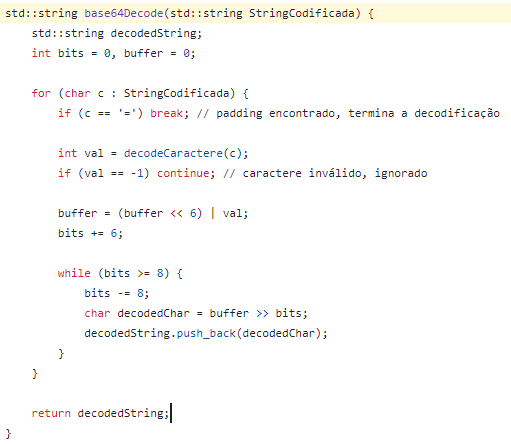 std::string base64Decode(std::string StringCodificada) {
    std::string decodedString;
    int bits = 0, buffer = 0;

    for (char c : StringCodificada) {
        if (c == '=') break; // padding encontrado, termina a decodificação

        int val = decodeCaractere(c);
        if (val == -1) continue; // caractere inválido, ignorado

        buffer = (buffer << 6) | val;
        bits += 6;

        while (bits >= 8) {
            bits -= 8;
            char decodedChar = buffer >> bits;
            decodedString.push_back(decodedChar);
        }
    }

    return decodedString;
}